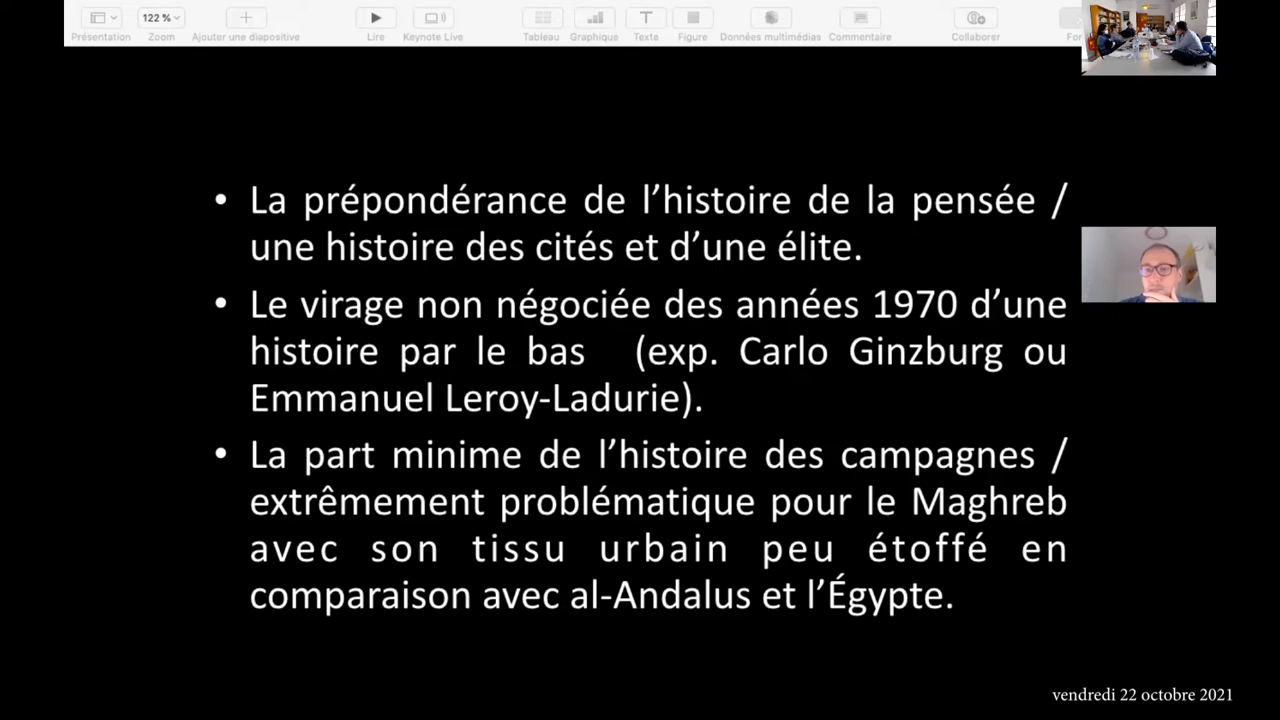 122 %
Présentation
Zoom
Ajouter une diapositive
Lire
Keynote Live
Tableau
Graphique
Texte
Figure
Données multimédias
Commentaire
Collaborer
• La prépondérance de l’histoire de la pensée /
une histoire des cités et d’une élite.
• Le virage non négociée des années 1970 d’une
histoire par le bas (exp. Carlo Ginzburg ou
Emmanuel Leroy-Ladurie).
• La part minime de l’histoire des campagnes /
extrêmement problématique pour le Maghreb
avec son tissu urbain peu étoffé en
comparaison avec al-Andalus et l’Égypte.
vendredi 22 octobre 2021